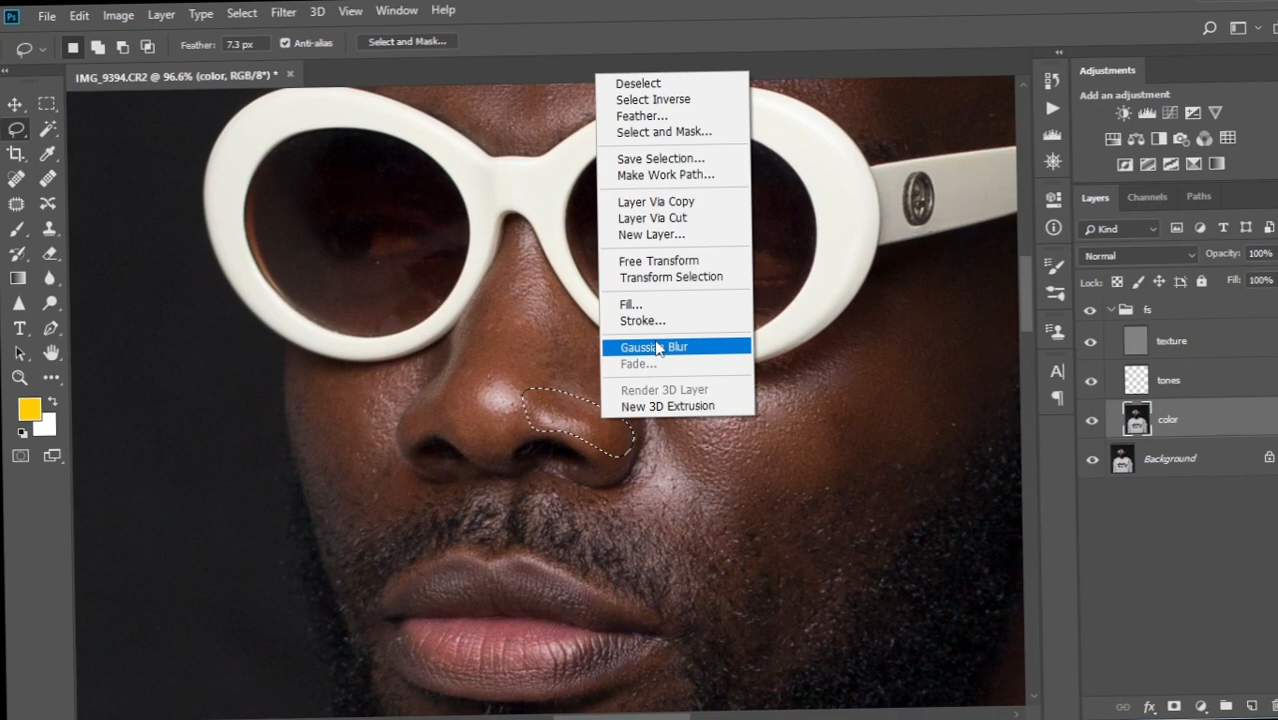 Ps File Edit Image Layer Type Select Filter 3D View Window Help
Feather: 7.3 px Anti-alias Select and Mask...
IMG_9394.CR2 @ 96.6% (color, RGB/8*) * ×
Deselect
Select Inverse
Feather...
Select and Mask...
Save Selection...
Make Work Path...
Layer Via Copy
Layer Via Cut
New Layer...
Free Transform
Transform Selection
Fill...
Stroke...
Gaussian Blur
Fade...
Render 3D Layer
New 3D Extrusion
Adjustments
Add an adjustment
Layers Channels Paths
Kind
Normal Opacity: 100%
Lock: Fill: 100%
fs
texture
tones
color
Background